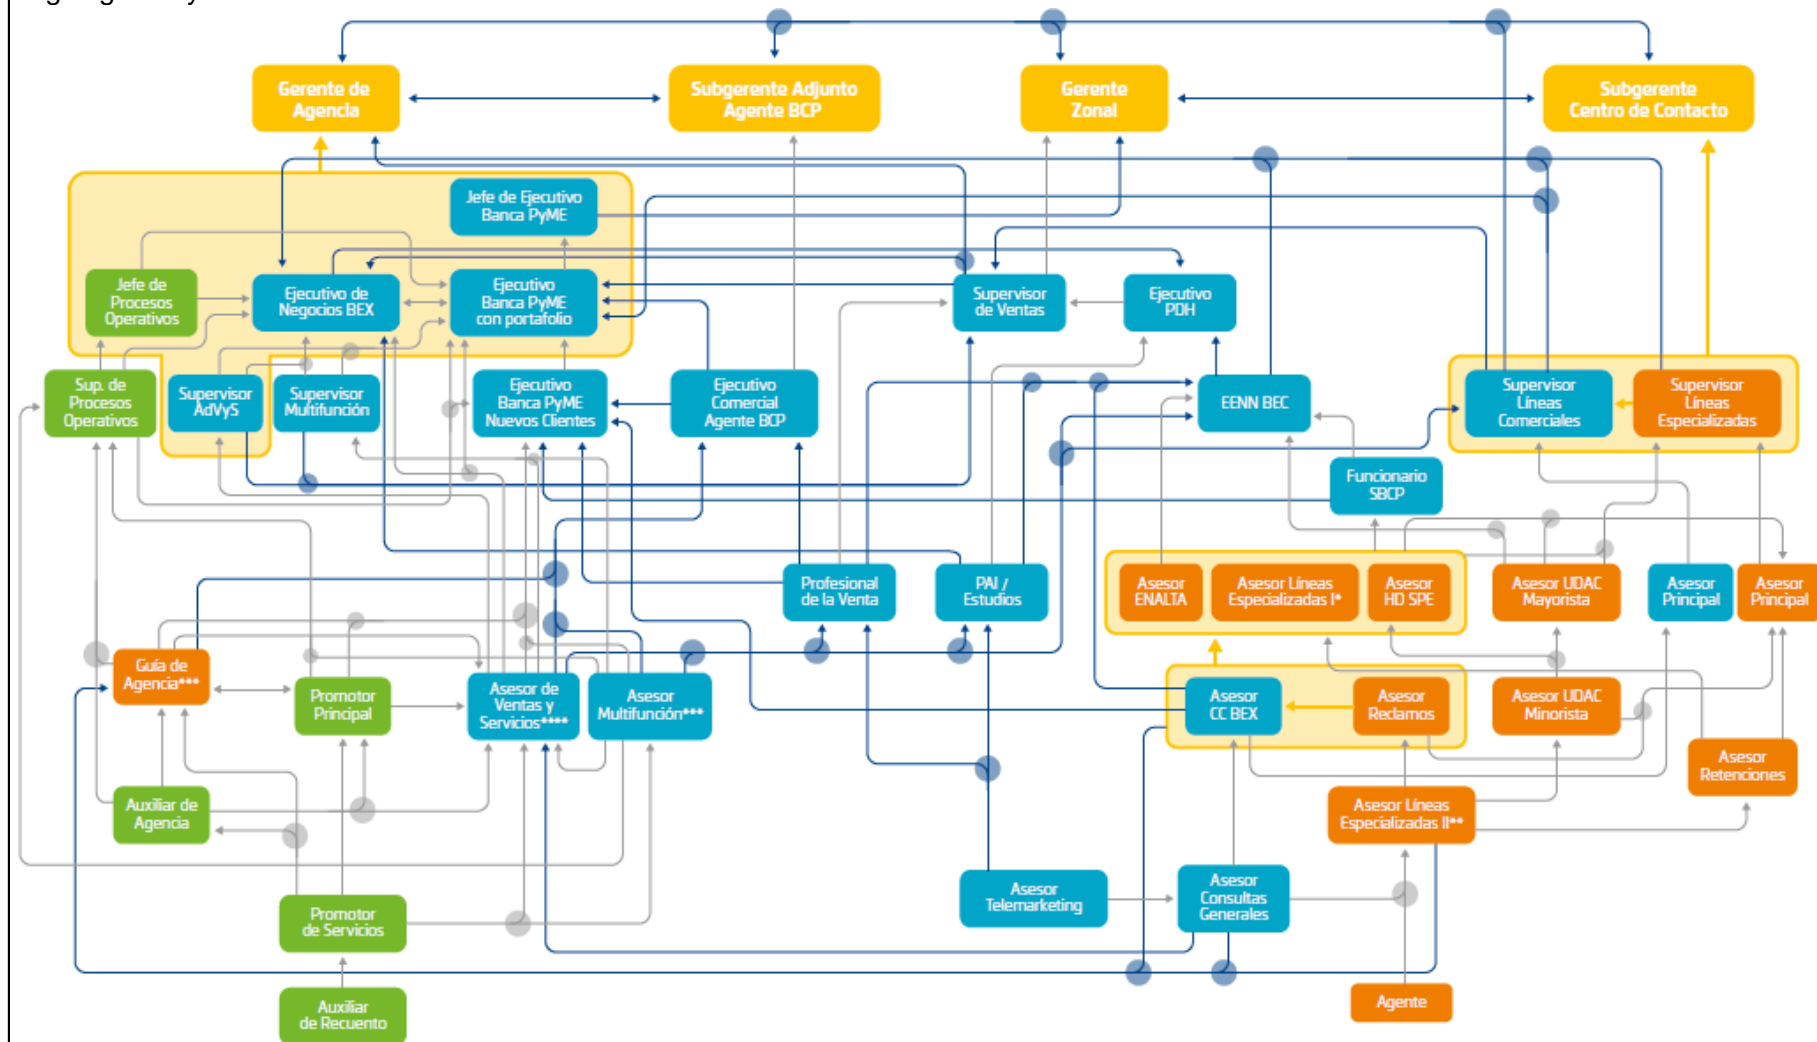 Gerente de
Agencia
Subgerente Adjunto
Agente BCP
Gerente
Zonal
Subgerente
Centro de Contacto
Jefe de Ejecutivo
Banca PyME
Jefe de
Procesos
Operativos
Ejecutivo de
Negocios BEX
Ejecutivo
Banca PyME
con portafolio
Supervisor
de Ventas
Ejecutivo
PDH
Sup. de
Procesos
Operativos
Supervisor
AdVyS
Supervisor
Multifunción
Ejecutivo
Banca PyME
Nuevos Clientes
Ejecutivo
Comercial
Agente BCP
EENN BEC
Supervisor
Líneas
Comerciales
Supervisor
Líneas
Especializadas
Funcionario
SBCP
Profesional
de la Venta
PAI /
Estudios
Asesor
ENALTA
Asesor Líneas
Especializadas I*
Asesor
HD SPE
Asesor UDAC
Mayorista
Asesor
Principal
Asesor
Principal
Guía de
Agencia***
Promotor
Principal
Asesor de
Ventas y
Servicios****
Asesor
Multifunción***
Asesor
CC BEX
Asesor
Reclamos
Asesor UDAC
Minorista
Asesor
Retenciones
Auxiliar de
Agencia
Asesor Líneas
Especializadas II**
Promotor
de Servicios
Asesor
Telemarketing
Asesor
Consultas
Generales
Auxiliar
de Recuento
Agente